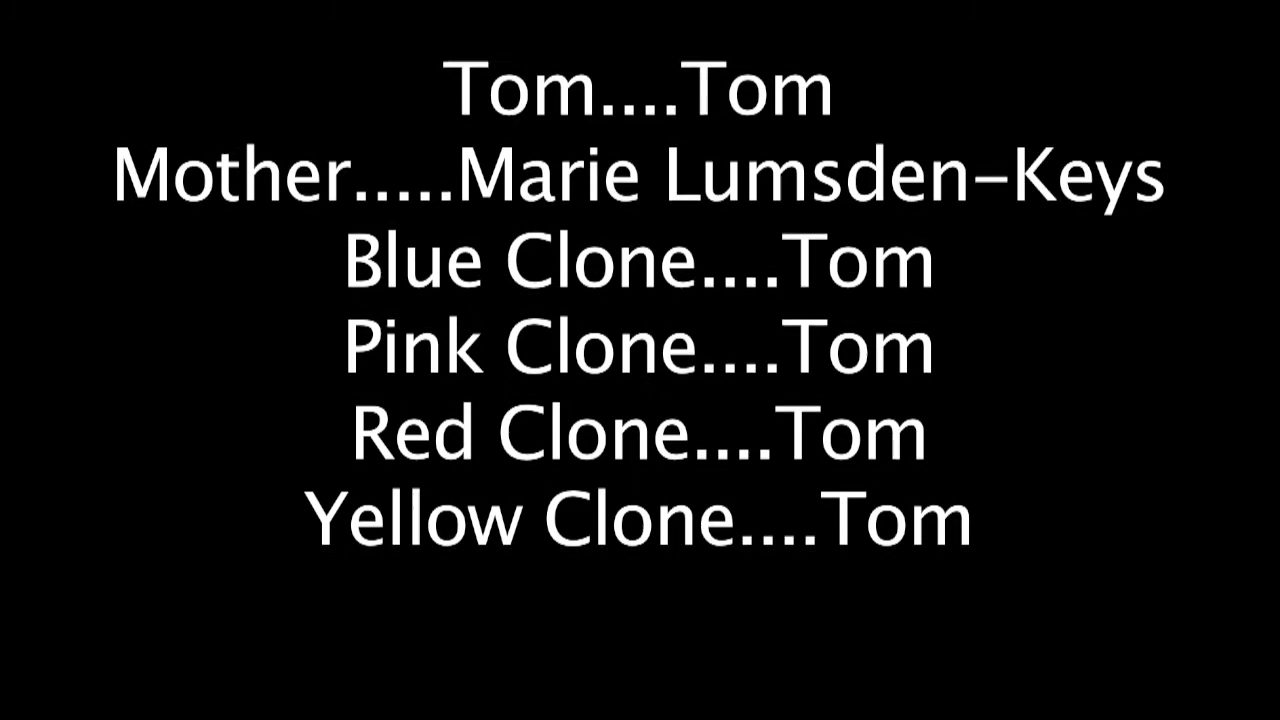 Tom....Tom
Mother.....Marie Lumsden-Keys
Blue Clone....Tom
Pink Clone....Tom
Red Clone....Tom
Yellow Clone....Tom